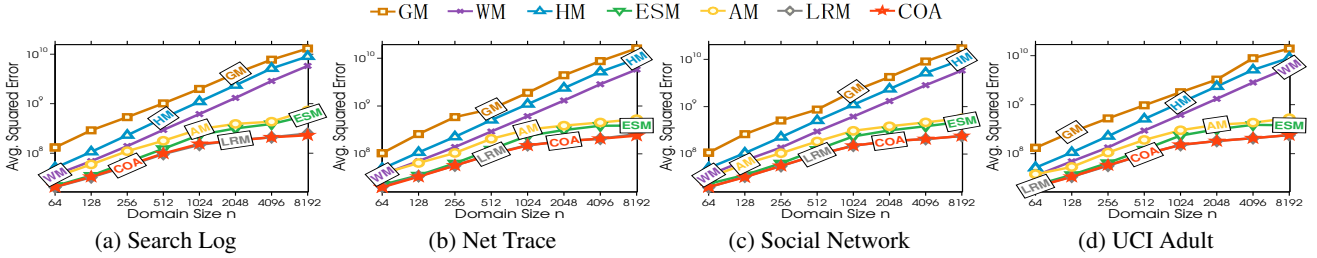 GM WM HM ESM AM LRM COA
Avg. Squared Error
10^10
10^9
10^8
GM
HM
AM
ESM
WM
COA
LRM
64 128 256 512 1024 2048 4096 8192
Domain Size n
(a) Search Log
Avg. Squared Error
10^10
10^9
10^8
HM
GM
AM
ESM
LRM
COA
WM
64 128 256 512 1024 2048 4096 8192
Domain Size n
(b) Net Trace
Avg. Squared Error
10^10
10^9
10^8
HM
GM
ESM
AM
LRM
COA
WM
64 128 256 512 1024 2048 4096 8192
Domain Size n
(c) Social Network
Avg. Squared Error
10^10
10^9
10^8
WM
HM
GM
AM
ESM
COA
LRM
64 128 256 512 1024 2048 4096 8192
Domain Size n
(d) UCI Adult